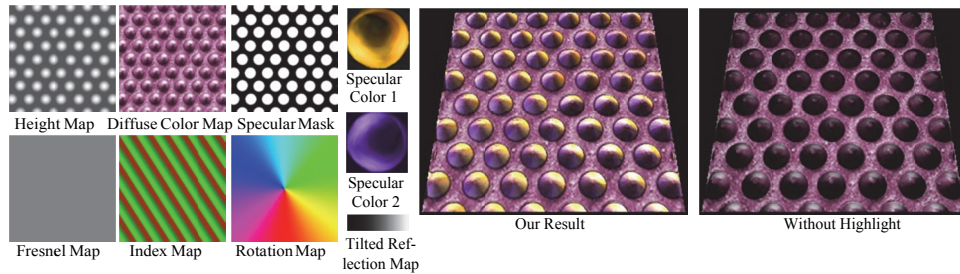 Height Map
Diffuse Color Map
Specular Mask
Specular
Color 1
Specular
Color 2
Fresnel Map
Index Map
Rotation Map
Tilted Ref-
lection Map
Our Result
Without Highlight